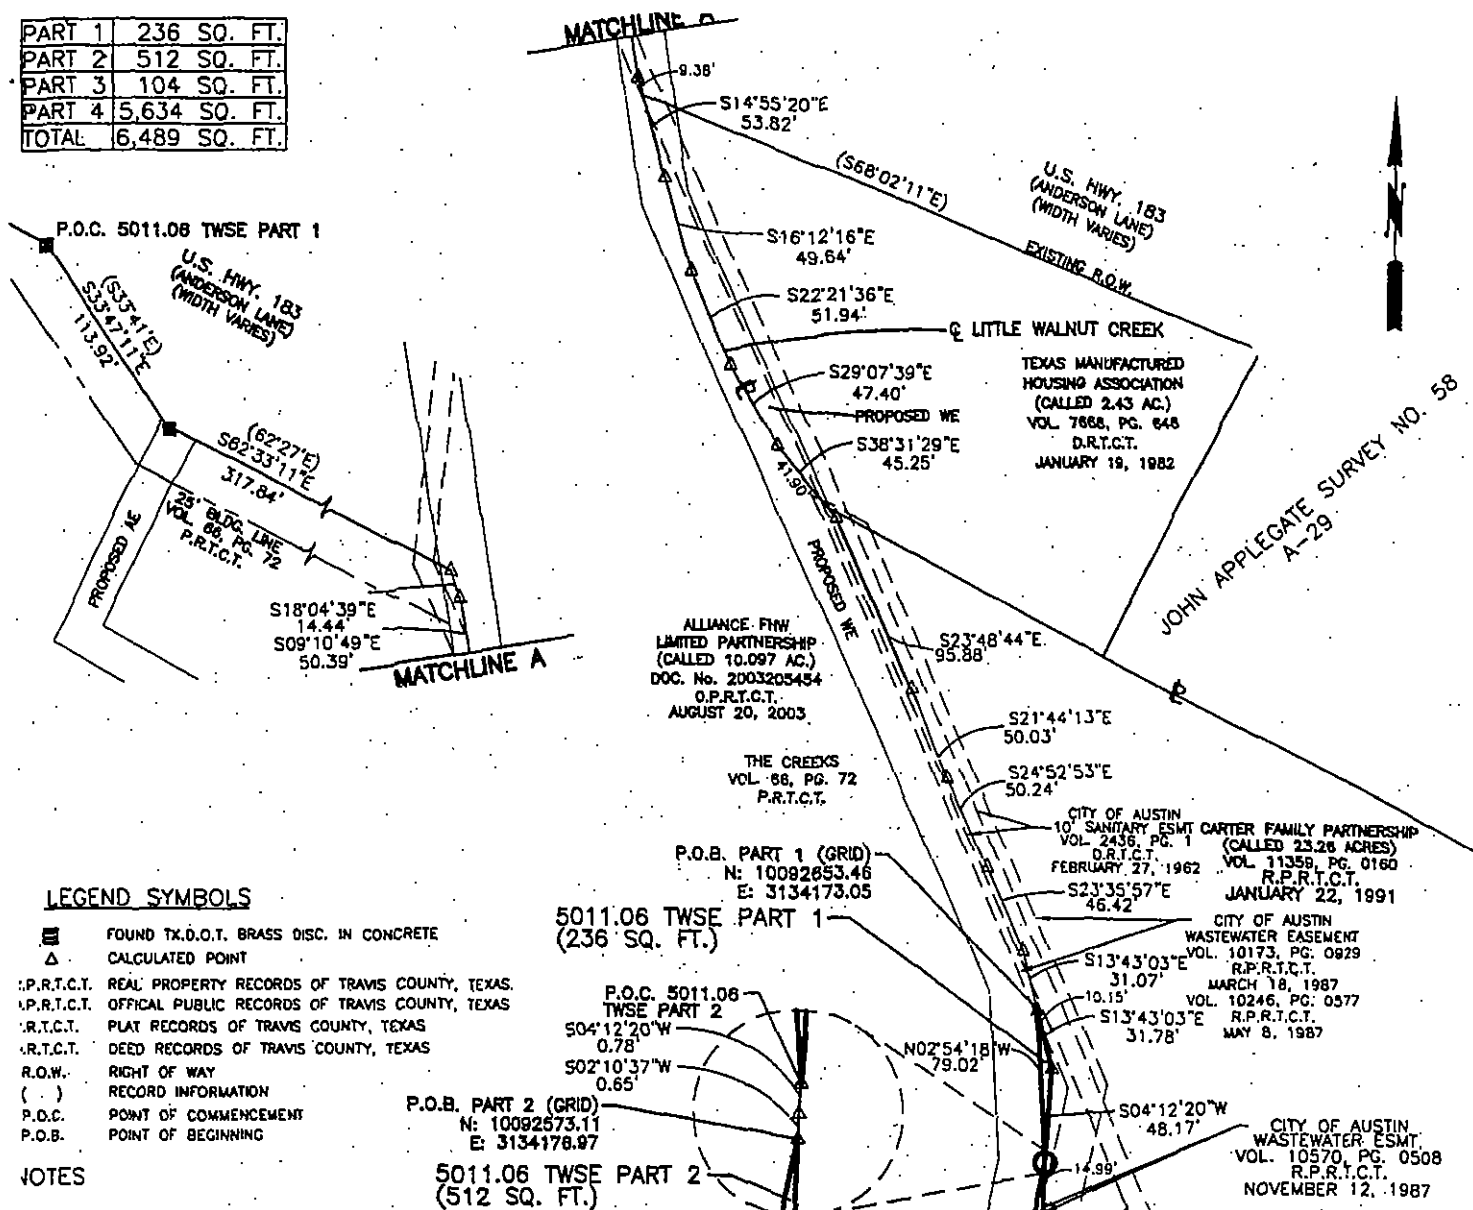 PART 1 236 SQ. FT.
PART 2 512 SQ. FT.
PART 3 104 SQ. FT.
PART 4 5,634 SQ. FT.
TOTAL 6,489 SQ. FT.
MATCHLINE A
9.38'
S14°55'20"E
53.82'
(S68°02'11"E)
U.S. HWY. 183
(ANDERSON LANE)
(WIDTH VARIES)
EXISTING R.O.W.
N
S16°12'16"E
49.64'
S22°21'36"E
51.94'
℄ LITTLE WALNUT CREEK
S29°07'39"E
47.40'
PROPOSED WE
S38°31'29"E
45.25'
41.90'
TEXAS MANUFACTURED
HOUSING ASSOCIATION
(CALLED 2.43 AC.)
VOL. 7668, PG. 648
D.R.T.C.T.
JANUARY 19, 1982
JOHN APPLEGATE SURVEY NO. 58
A-29
P.O.C. 5011.06 TWSE PART 1
U.S. HWY. 183
(ANDERSON LANE)
(WIDTH VARIES)
(S33°41'E)
S33°47'11"E
113.92'
(62°27'E)
S62°33'11"E
317.84'
25' BLDG. LINE
VOL. 66, PG. 72
P.R.T.C.T.
PROPOSED AE
S18°04'39"E
14.44'
S09°10'49"E
50.39'
MATCHLINE A
PROPOSED WE
ALLIANCE FHW
LIMITED PARTNERSHIP
(CALLED 10.097 AC.)
DOC. No. 2003205454
O.P.R.T.C.T.
AUGUST 20, 2003
S23°48'44"E
95.88'
℄
S21°44'13"E
50.03'
S24°52'53"E
50.24'
THE CREEKS
VOL. 66, PG. 72
P.R.T.C.T.
CITY OF AUSTIN
10' SANITARY ESMT
VOL. 2436, PG. 1
D.R.T.C.T.
FEBRUARY 27, 1962
CARTER FAMILY PARTNERSHIP
(CALLED 23.26 ACRES)
VOL. 11359, PG. 0160
R.P.R.T.C.T.
JANUARY 22, 1991
P.O.B. PART 1 (GRID)
N: 10092653.46
E: 3134173.05
5011.06 TWSE PART 1
(236 SQ. FT.)
S23°35'57"E
46.42'
CITY OF AUSTIN
WASTEWATER EASEMENT
VOL. 10173, PG. 0929
R.P.R.T.C.T.
MARCH 18, 1987
VOL. 10246, PG. 0577
R.P.R.T.C.T.
MAY 8, 1987
S13°43'03"E
31.07'
10.15'
S13°43'03"E
31.78'
N02°54'18"W
79.02'
S04°12'20"W
48.17'
14.99'
CITY OF AUSTIN
WASTEWATER ESMT.
VOL. 10570, PG. 0508
R.P.R.T.C.T.
NOVEMBER 12, 1987
P.O.C. 5011.06
TWSE PART 2
S04°12'20"W
0.78'
S02°10'37"W
0.65'
P.O.B. PART 2 (GRID)
N: 10092573.11
E: 3134176.97
5011.06 TWSE PART 2
(512 SQ. FT.)
LEGEND SYMBOLS
FOUND TX.D.O.T. BRASS DISC. IN CONCRETE
CALCULATED POINT
.P.R.T.C.T. REAL PROPERTY RECORDS OF TRAVIS COUNTY, TEXAS.
.P.R.T.C.T. OFFICAL PUBLIC RECORDS OF TRAVIS COUNTY, TEXAS
.R.T.C.T. PLAT RECORDS OF TRAVIS COUNTY, TEXAS
.R.T.C.T. DEED RECORDS OF TRAVIS COUNTY, TEXAS
R.O.W. RIGHT OF WAY
( ) RECORD INFORMATION
P.O.C. POINT OF COMMENCEMENT
P.O.B. POINT OF BEGINNING
NOTES